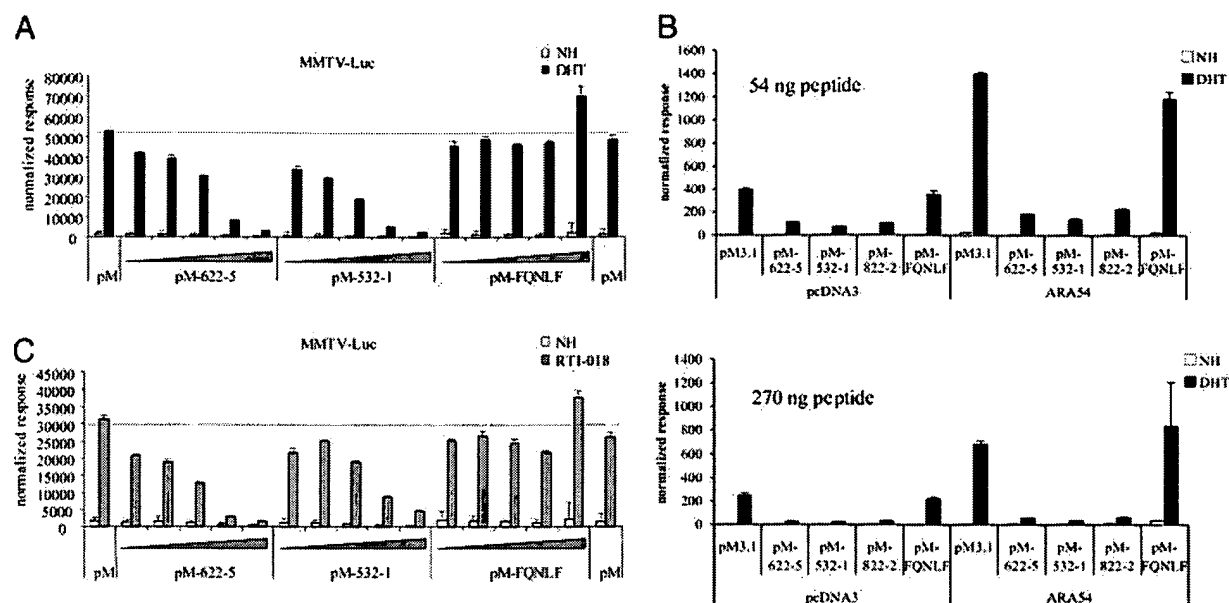 A
MMTV-Luc
NH
DHT
normalized response
80000
70000
60000
50000
40000
30000
20000
10000
0
pM
pM-622-5
pM-532-1
pM-FQNLF
pM
B
NH
DHT
54 ng peptide
normalized response
1600
1400
1200
1000
800
600
400
200
0
pM3.1
pM-622-5
pM-532-1
pM-822-2
pM-FQNLF
pM3.1
pM-622-5
pM-532-1
pM-822-2
pM-FQNLF
pcDNA3
ARA54
C
MMTV-Luc
NH
RTI-018
normalized response
45000
40000
35000
30000
25000
20000
15000
10000
5000
0
pM
pM-622-5
pM-532-1
pM-FQNLF
pM
NH
DHT
270 ng peptide
normalized response
1400
1200
1000
800
600
400
200
0
pM3.1
pM-622-5
pM-532-1
pM-822-2
pM-FQNLF
pM3.1
pM-622-5
pM-532-1
pM-822-2
pM-FQNLF
pcDNA3
ARA54